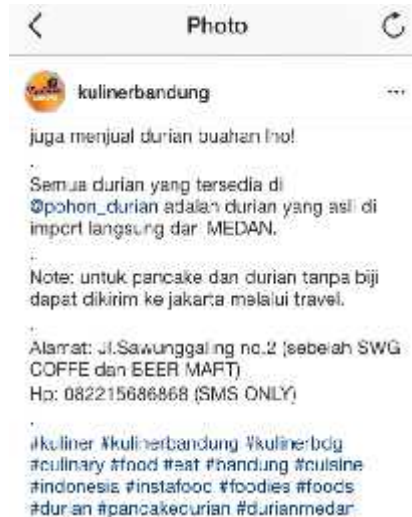 Photo
kulinerbandung
juga menjual durian buahan lho!
.
Semua durian yang tersedia di
@pohon_durian adalah durian yang asli di
import langsung dari MEDAN.
.
Note: untuk pancake dan durian tanpa biji
dapat dikirim ke jakarta melalui travel.
.
Alamat: Jl.Sawunggaling no.2 (sebelah SWG
COFFE dan BEER MART)
Hp: 082215686868 (SMS ONLY)
.
#kuliner #kulinerbandung #kulinerbdg
#culinary #food #eat #bandung #cuisine
#indonesia #instafood #foodies #foods
#durian #pancakedurian #durianmedan